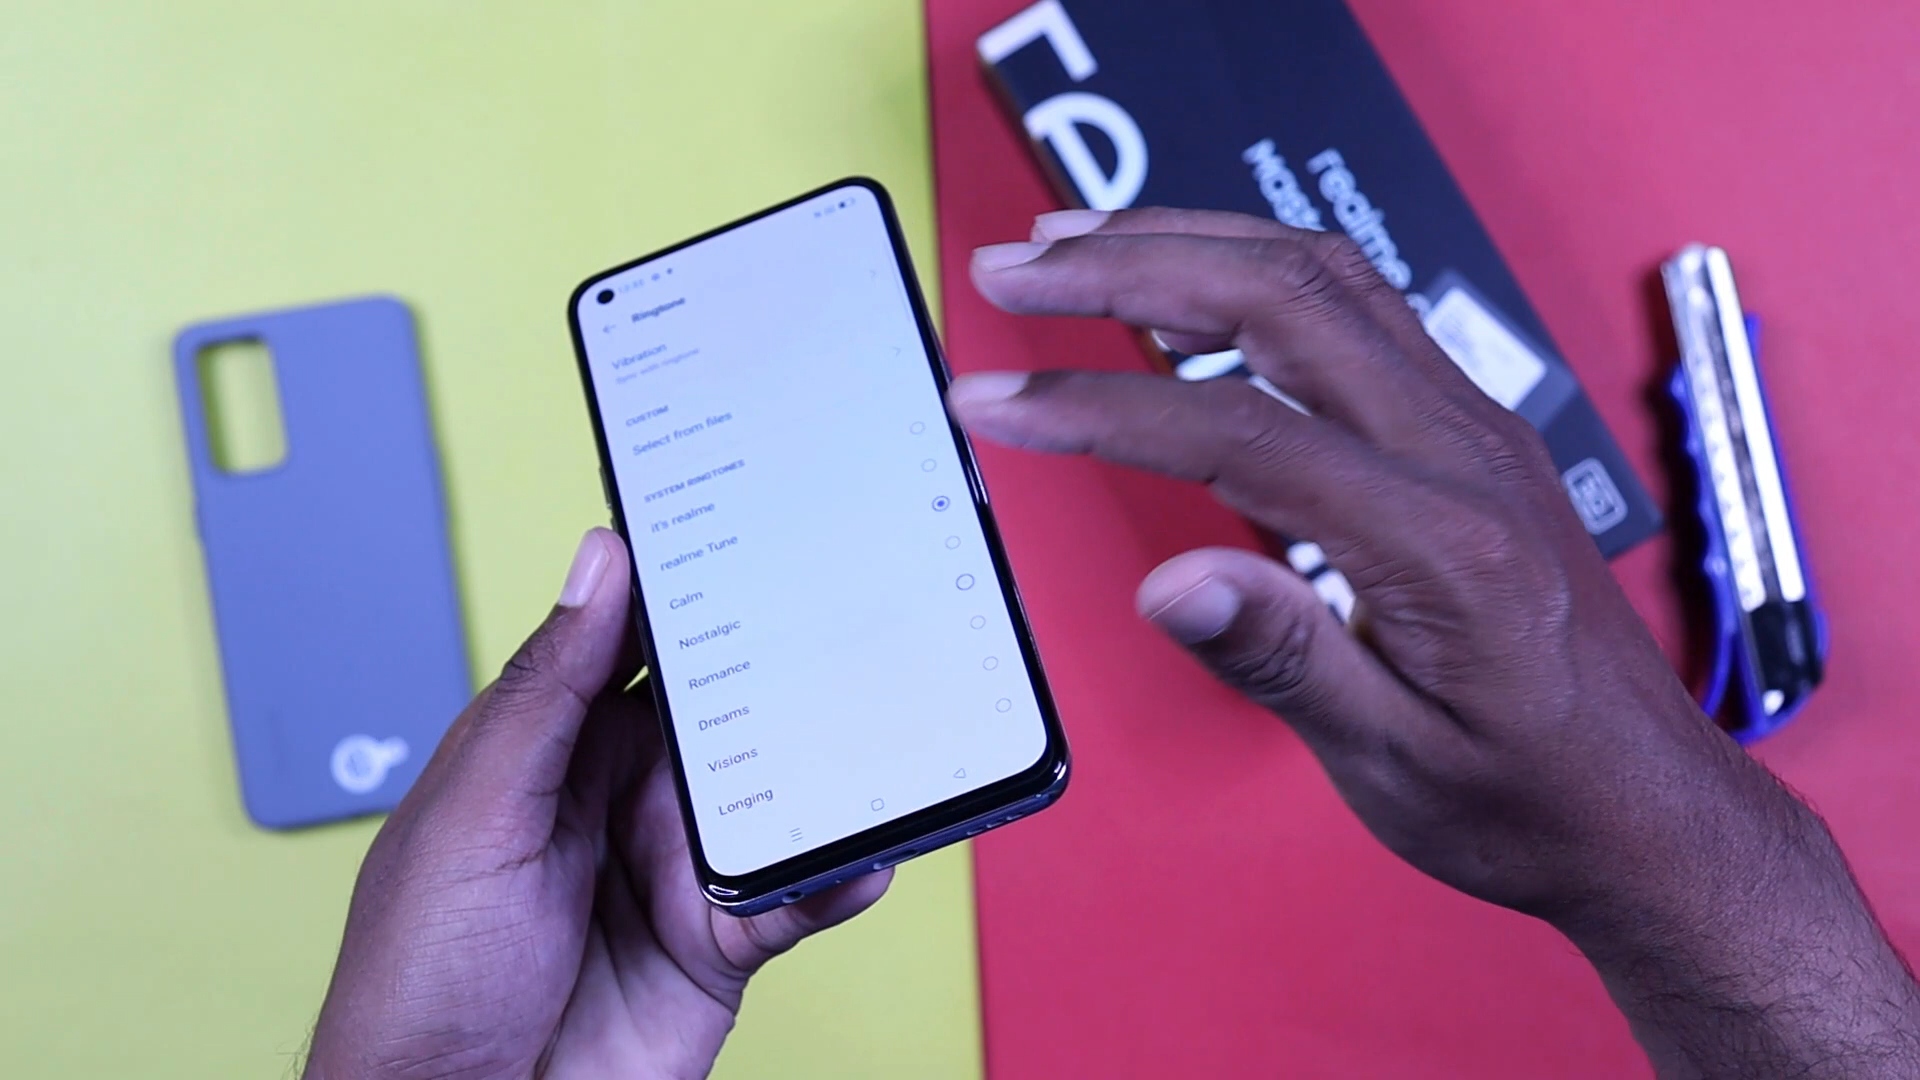 Ringtone
Vibration
Sync with ringtone
CUSTOM
Select from files
SYSTEM RINGTONES
it's realme
realme Tune
Calm
Nostalgic
Romance
Dreams
Visions
Longing
realme
5G